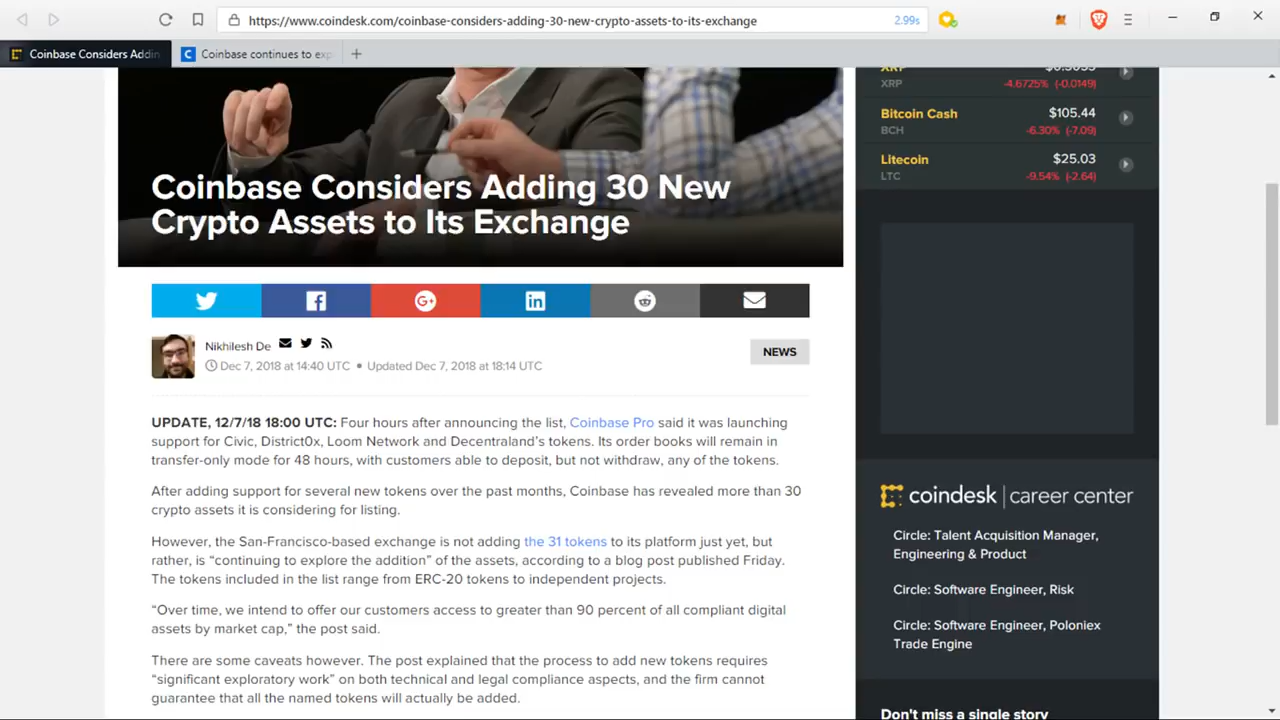 https://www.coindesk.com/coinbase-considers-adding-30-new-crypto-assets-to-its-exchange
2.99s
Coinbase Considers Addin
Coinbase continues to exp
XRP
XRP
-4.6725% (-0.0149)
Bitcoin Cash
$105.44
BCH
-6.30% (-7.09)
Litecoin
$25.03
LTC
-9.54% (-2.64)
Coinbase Considers Adding 30 New
Crypto Assets to Its Exchange
Nikhilesh De
Dec 7, 2018 at 14:40 UTC • Updated Dec 7, 2018 at 18:14 UTC
NEWS
UPDATE, 12/7/18 18:00 UTC: Four hours after announcing the list, Coinbase Pro said it was launching
support for Civic, District0x, Loom Network and Decentraland’s tokens. Its order books will remain in
transfer-only mode for 48 hours, with customers able to deposit, but not withdraw, any of the tokens.
After adding support for several new tokens over the past months, Coinbase has revealed more than 30
crypto assets it is considering for listing.
However, the San-Francisco-based exchange is not adding the 31 tokens to its platform just yet, but
rather, is “continuing to explore the addition” of the assets, according to a blog post published Friday.
The tokens included in the list range from ERC-20 tokens to independent projects.
“Over time, we intend to offer our customers access to greater than 90 percent of all compliant digital
assets by market cap,” the post said.
There are some caveats however. The post explained that the process to add new tokens requires
“significant exploratory work” on both technical and legal compliance aspects, and the firm cannot
guarantee that all the named tokens will actually be added.
coindesk | career center
Circle: Talent Acquisition Manager,
Engineering & Product
Circle: Software Engineer, Risk
Circle: Software Engineer, Poloniex
Trade Engine
Don't miss a single story